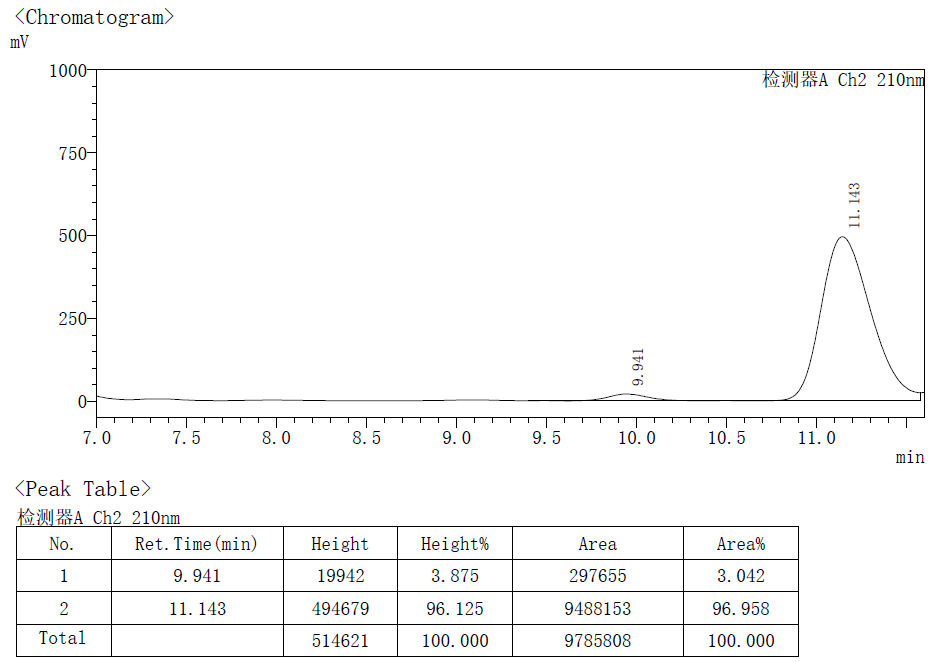 <Chromatogram>
mV
检测器A Ch2 210nm
1000
750
500
250
0
9.941
11.143
7.0 7.5 8.0 8.5 9.0 9.5 10.0 10.5 11.0
min
<Peak Table>
检测器A Ch2 210nm
No. Ret.Time(min) Height Height% Area Area%
1 9.941 19942 3.875 297655 3.042
2 11.143 494679 96.125 9488153 96.958
Total 514621 100.000 9785808 100.000